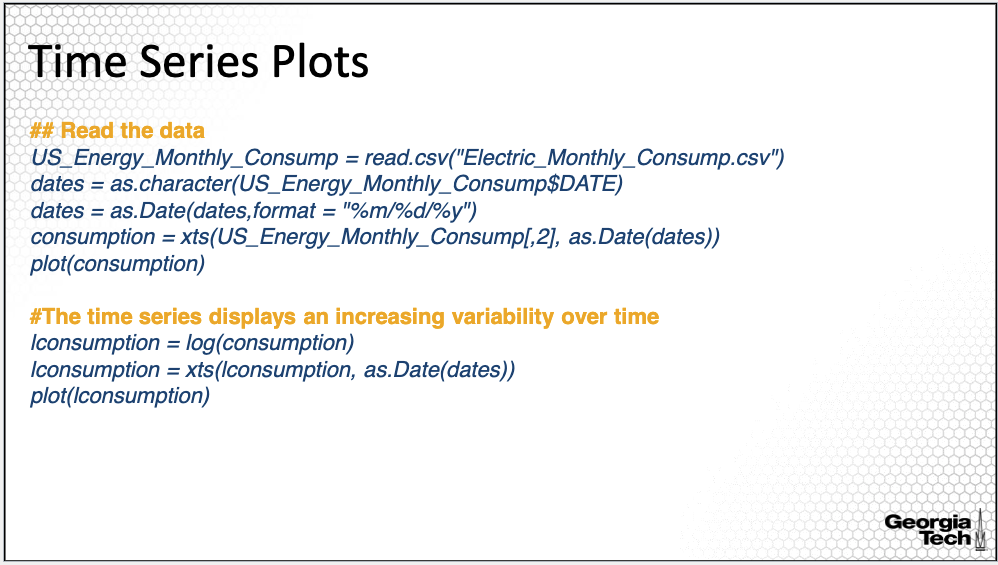 Time Series Plots
## Read the data
US_Energy_Monthly_Consump = read.csv("Electric_Monthly_Consump.csv")
dates = as.character(US_Energy_Monthly_Consump$DATE)
dates = as.Date(dates,format = "%m/%d/%y")
consumption = xts(US_Energy_Monthly_Consump[,2], as.Date(dates))
plot(consumption)
#The time series displays an increasing variability over time
lconsumption = log(consumption)
lconsumption = xts(lconsumption, as.Date(dates))
plot(lconsumption)
Georgia
Tech